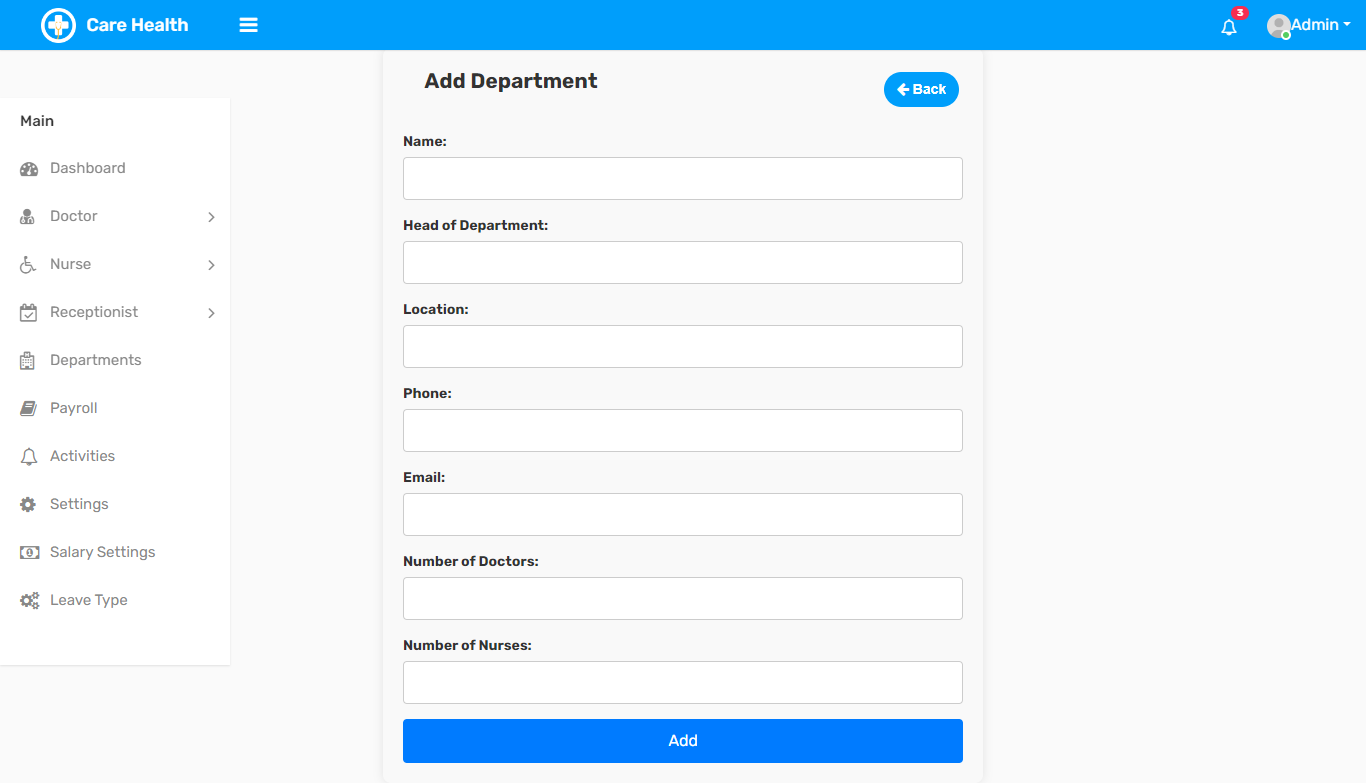 Care Health
3
Admin
Add Department
Back
Main
Dashboard
Doctor
Nurse
Receptionist
Departments
Payroll
Activities
Settings
Salary Settings
Leave Type
Name:
Head of Department:
Location:
Phone:
Email:
Number of Doctors:
Number of Nurses:
Add